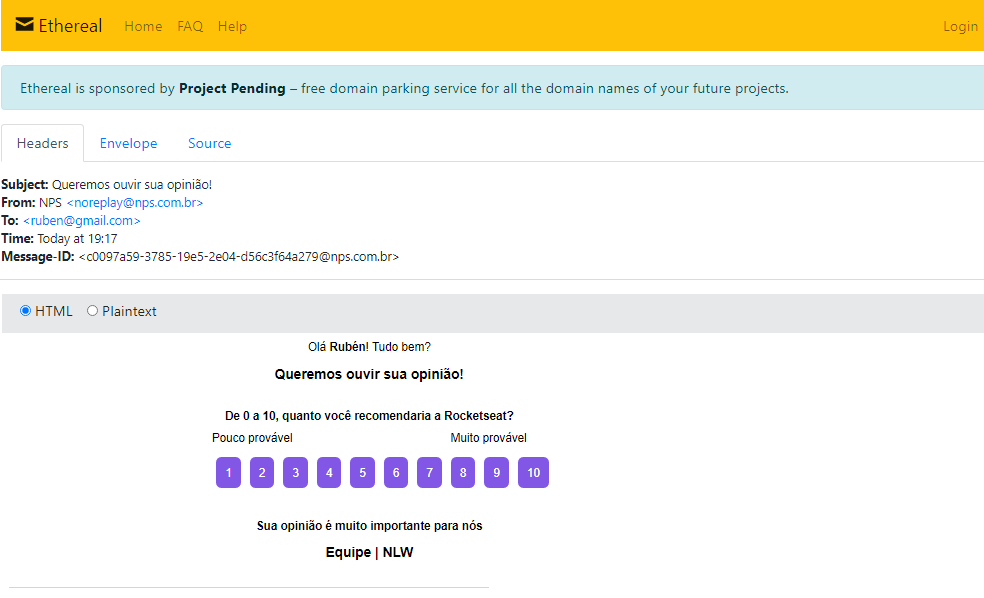 Ethereal Home FAQ Help Login
Ethereal is sponsored by Project Pending – free domain parking service for all the domain names of your future projects.
Headers Envelope Source
Subject: Queremos ouvir sua opinião!
From: NPS <noreplay@nps.com.br>
To: <ruben@gmail.com>
Time: Today at 19:17
Message-ID: <c0097a59-3785-19e5-2e04-d56c3f64a279@nps.com.br>
HTML Plaintext
Olá Rubén! Tudo bem?
Queremos ouvir sua opinião!
De 0 a 10, quanto você recomendaria a Rocketseat?
Pouco provável Muito provável
1 2 3 4 5 6 7 8 9 10
Sua opinião é muito importante para nós
Equipe | NLW